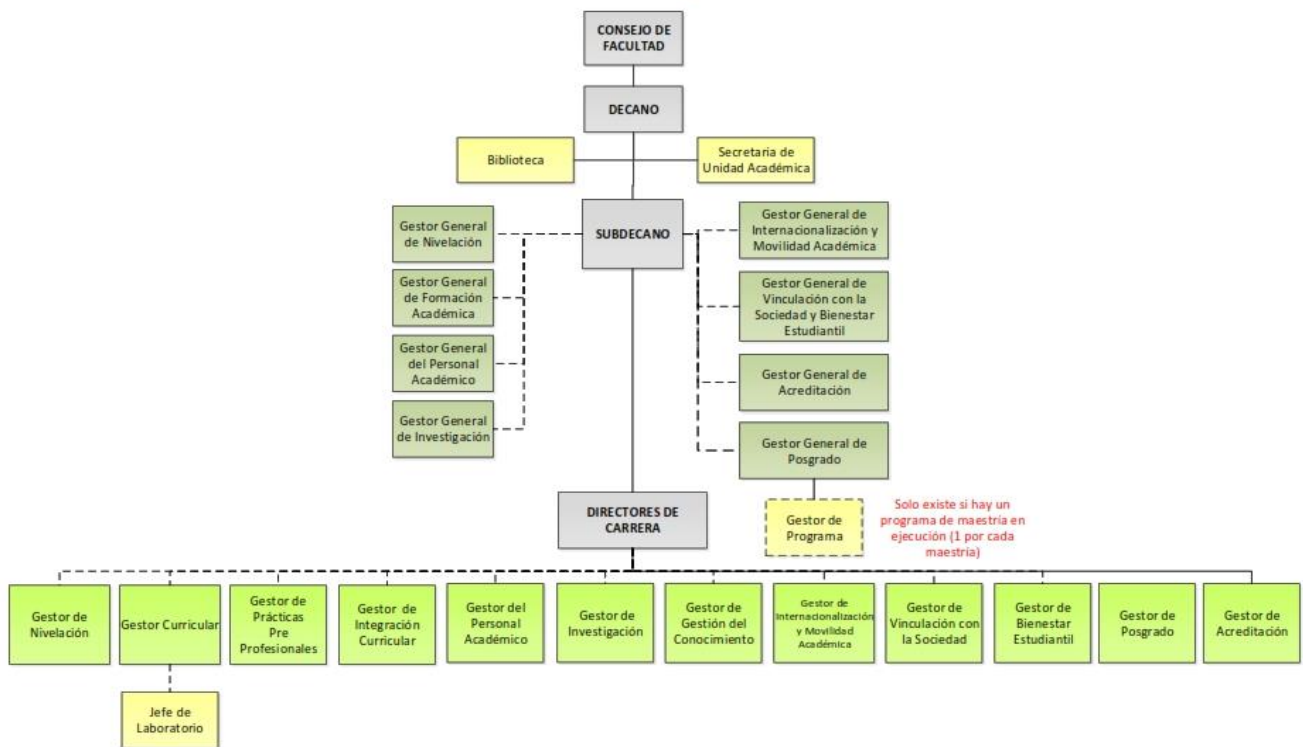 CONSEJO DE
FACULTAD
DECANO
Biblioteca
Secretaria de
Unidad Académica
SUBDECANO
Gestor General
de Nivelación
Gestor General
de Formación
Académica
Gestor General
del Personal
Académico
Gestor General
de Investigación
Gestor General de
Internacionalización y
Movilidad Académica
Gestor General de
Vinculación con la
Sociedad y Bienestar
Estudiantil
Gestor General de
Acreditación
Gestor General de
Posgrado
DIRECTORES DE
CARRERA
Gestor de
Programa
Solo existe si hay un
programa de maestría en
ejecución (1 por cada
maestría)
Gestor de
Nivelación
Gestor Curricular
Gestor de
Prácticas
Pre
Profesionales
Gestor de
Integración
Curricular
Gestor del
Personal
Académico
Gestor de
Investigación
Gestor de
Gestión del
Conocimiento
Gestor de
Internacionalización
y Movilidad
Académica
Gestor de
Vinculación con
la Sociedad
Gestor de
Bienestar
Estudiantil
Gestor de
Posgrado
Gestor de
Acreditación
Jefe de
Laboratorio